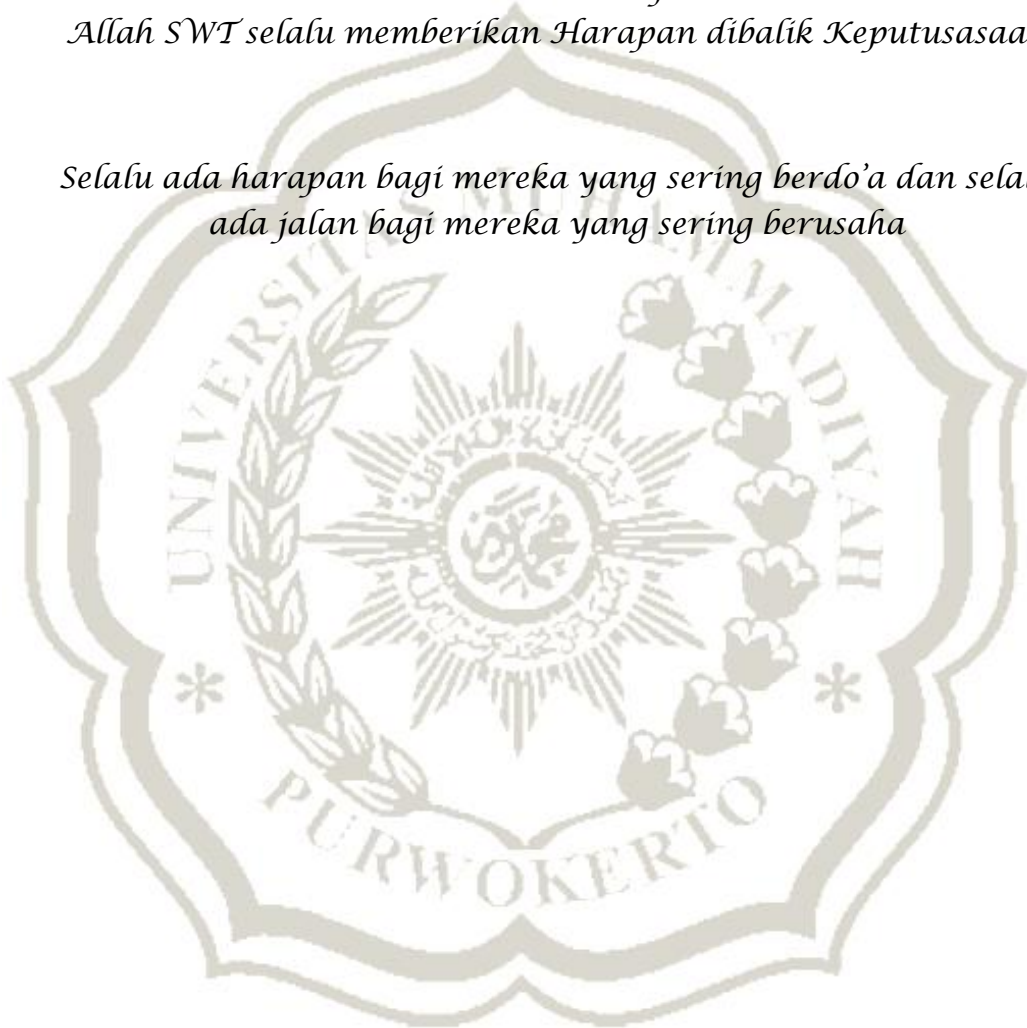 Allah SWT selalu memberikan Harapan dibalik Keputusasaa
Selalu ada harapan bagi mereka yang sering berdo'a dan sela
ada jalan bagi mereka yang sering berusaha
UNIVERSITAS MUHAMMADIYAH
PURWOKERTO